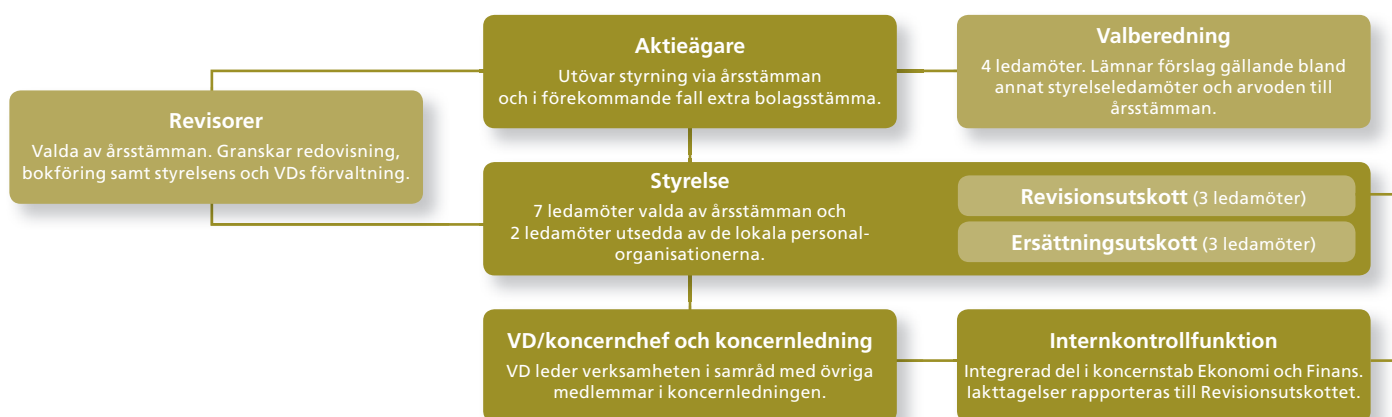 Aktieägare
Utövar styrning via årsstämman
och i förekommande fall extra bolagsstämma.
Valberedning
4 ledamöter. Lämnar förslag gällande bland
annat styrelseledamöter och arvoden till
årsstämman.
Revisorer
Valda av årsstämman. Granskar redovisning,
bokföring samt styrelsens och VDs förvaltning.
Styrelse
7 ledamöter valda av årsstämman och
2 ledamöter utsedda av de lokala personal-
organisationerna.
Revisionsutskott (3 ledamöter)
Ersättningsutskott (3 ledamöter)
VD/koncernchef och koncernledning
VD leder verksamheten i samråd med övriga
medlemmar i koncernledningen.
Internkontrollfunktion
Integrerad del i koncernstab Ekonomi och Finans.
Iakttagelser rapporteras till Revisionsutskottet.